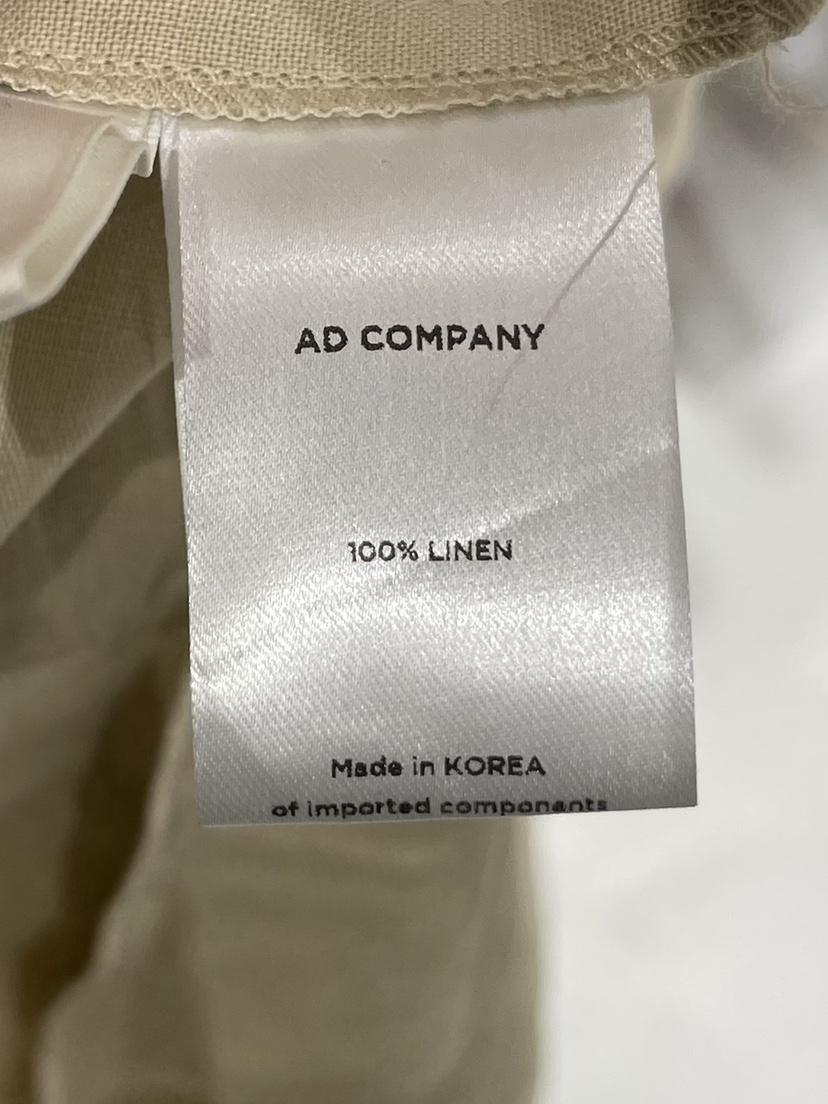 AD COMPANY
100% LINEN
Made in KOREA
of imported components